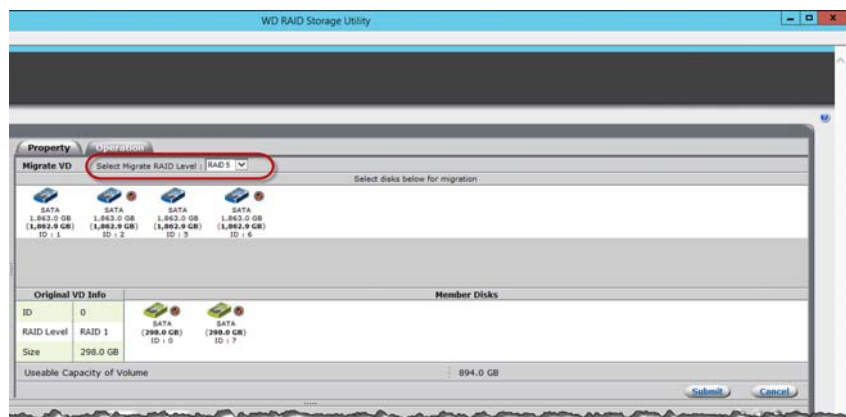 WD RAID Storage Utility
Property Operation
Migrate VD Select Migrate RAID Level : RAID 5
Select disks below for migration
SATA SATA SATA SATA
1,863.0 GB 1,863.0 GB 1,863.0 GB 1,863.0 GB
(1,862.9 GB) (1,862.9 GB) (1,862.9 GB) (1,862.9 GB)
ID : 1 ID : 2 ID : 5 ID : 6
Original VD Info Member Disks
ID 0
SATA SATA
RAID Level RAID 1 (298.0 GB) (298.0 GB)
ID : 0 ID : 7
Size 298.0 GB
Useable Capacity of Volume 894.0 GB
Submit Cancel